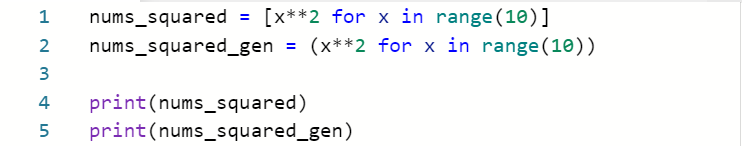 1 nums_squared = [x**2 for x in range(10)]
2 nums_squared_gen = (x**2 for x in range(10))
3
4 print(nums_squared)
5 print(nums_squared_gen)